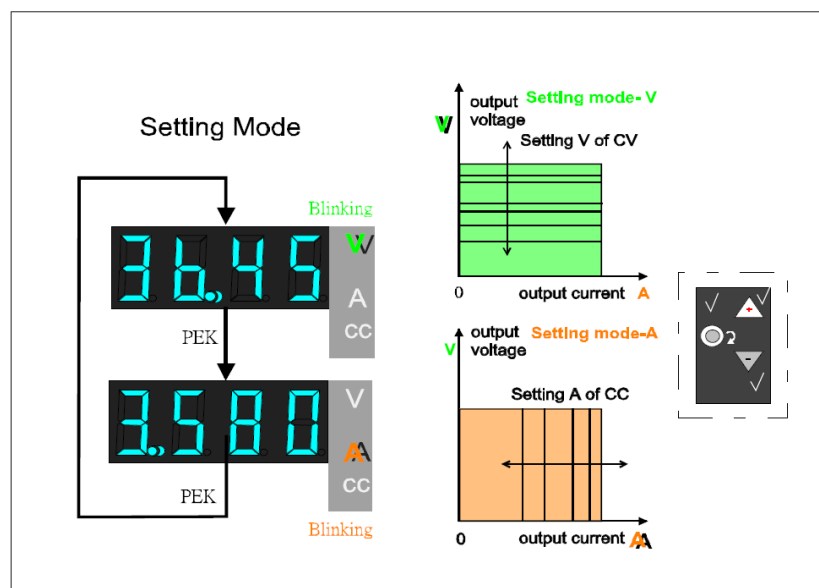 Setting Mode
Blinking
36.45
V
A
CC
PEK
3.580
V
A
CC
PEK
Blinking
V
output
voltage
Setting mode- V
Setting V of CV
0
output current A
V
output
voltage
Setting mode-A
Setting A of CC
0
output current A
+
-